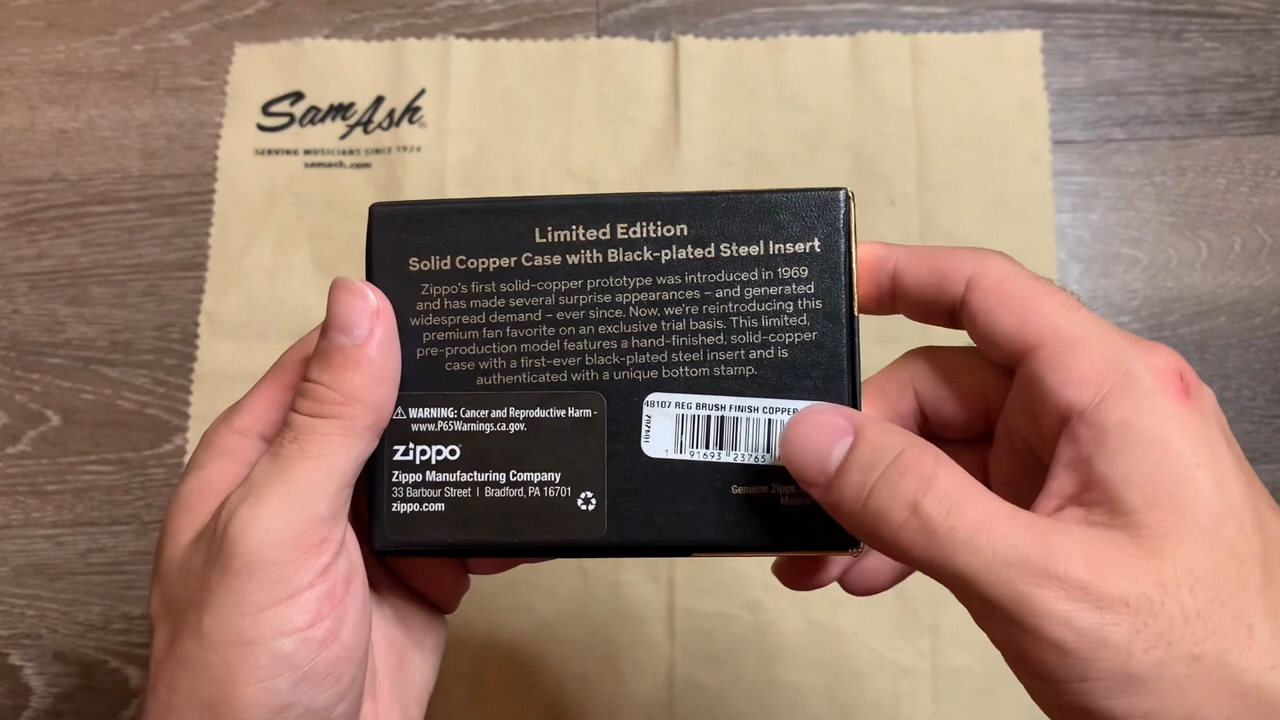 Sam Ash
SERVING MUSICIANS SINCE 1924
samash.com
Limited Edition
Solid Copper Case with Black-plated Steel Insert
Zippo's first solid-copper prototype was introduced in 1969
and has made several surprise appearances – and generated
widespread demand – ever since. Now, we're reintroducing this
premium fan favorite on an exclusive trial basis. This limited,
pre-production model features a hand-finished, solid-copper
case with a first-ever black-plated steel insert and is
authenticated with a unique bottom stamp.
⚠ WARNING: Cancer and Reproductive Harm -
www.P65Warnings.ca.gov.
zippo
Zippo Manufacturing Company
33 Barbour Street | Bradford, PA 16701
zippo.com
48107 REG BRUSH FINISH COPPER
1 91693 23765
Genuine Zippo